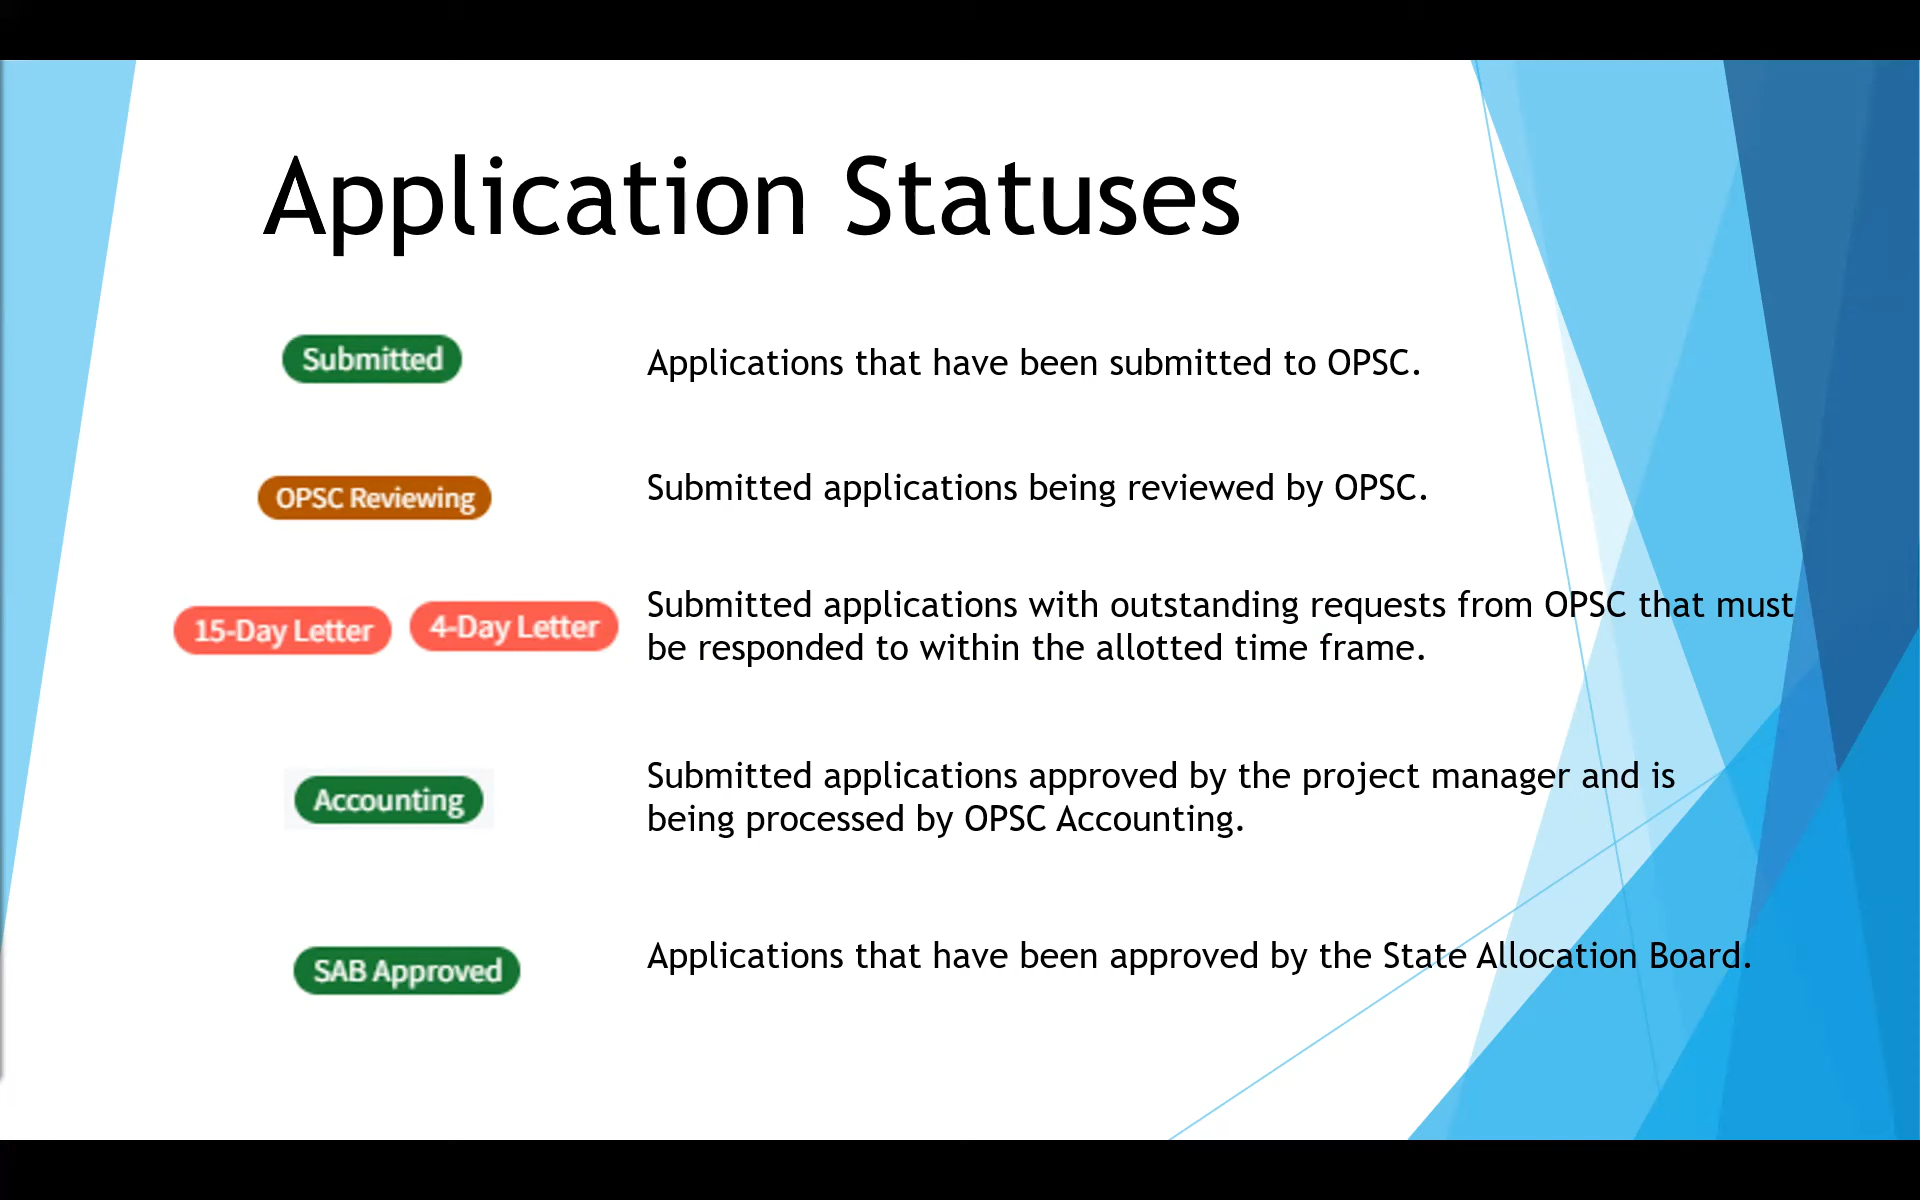 Application Statuses
Submitted
Applications that have been submitted to OPSC.
OPSC Reviewing
Submitted applications being reviewed by OPSC.
15-Day Letter
4-Day Letter
Submitted applications with outstanding requests from OPSC that must
be responded to within the allotted time frame.
Accounting
Submitted applications approved by the project manager and is
being processed by OPSC Accounting.
SAB Approved
Applications that have been approved by the State Allocation Board.